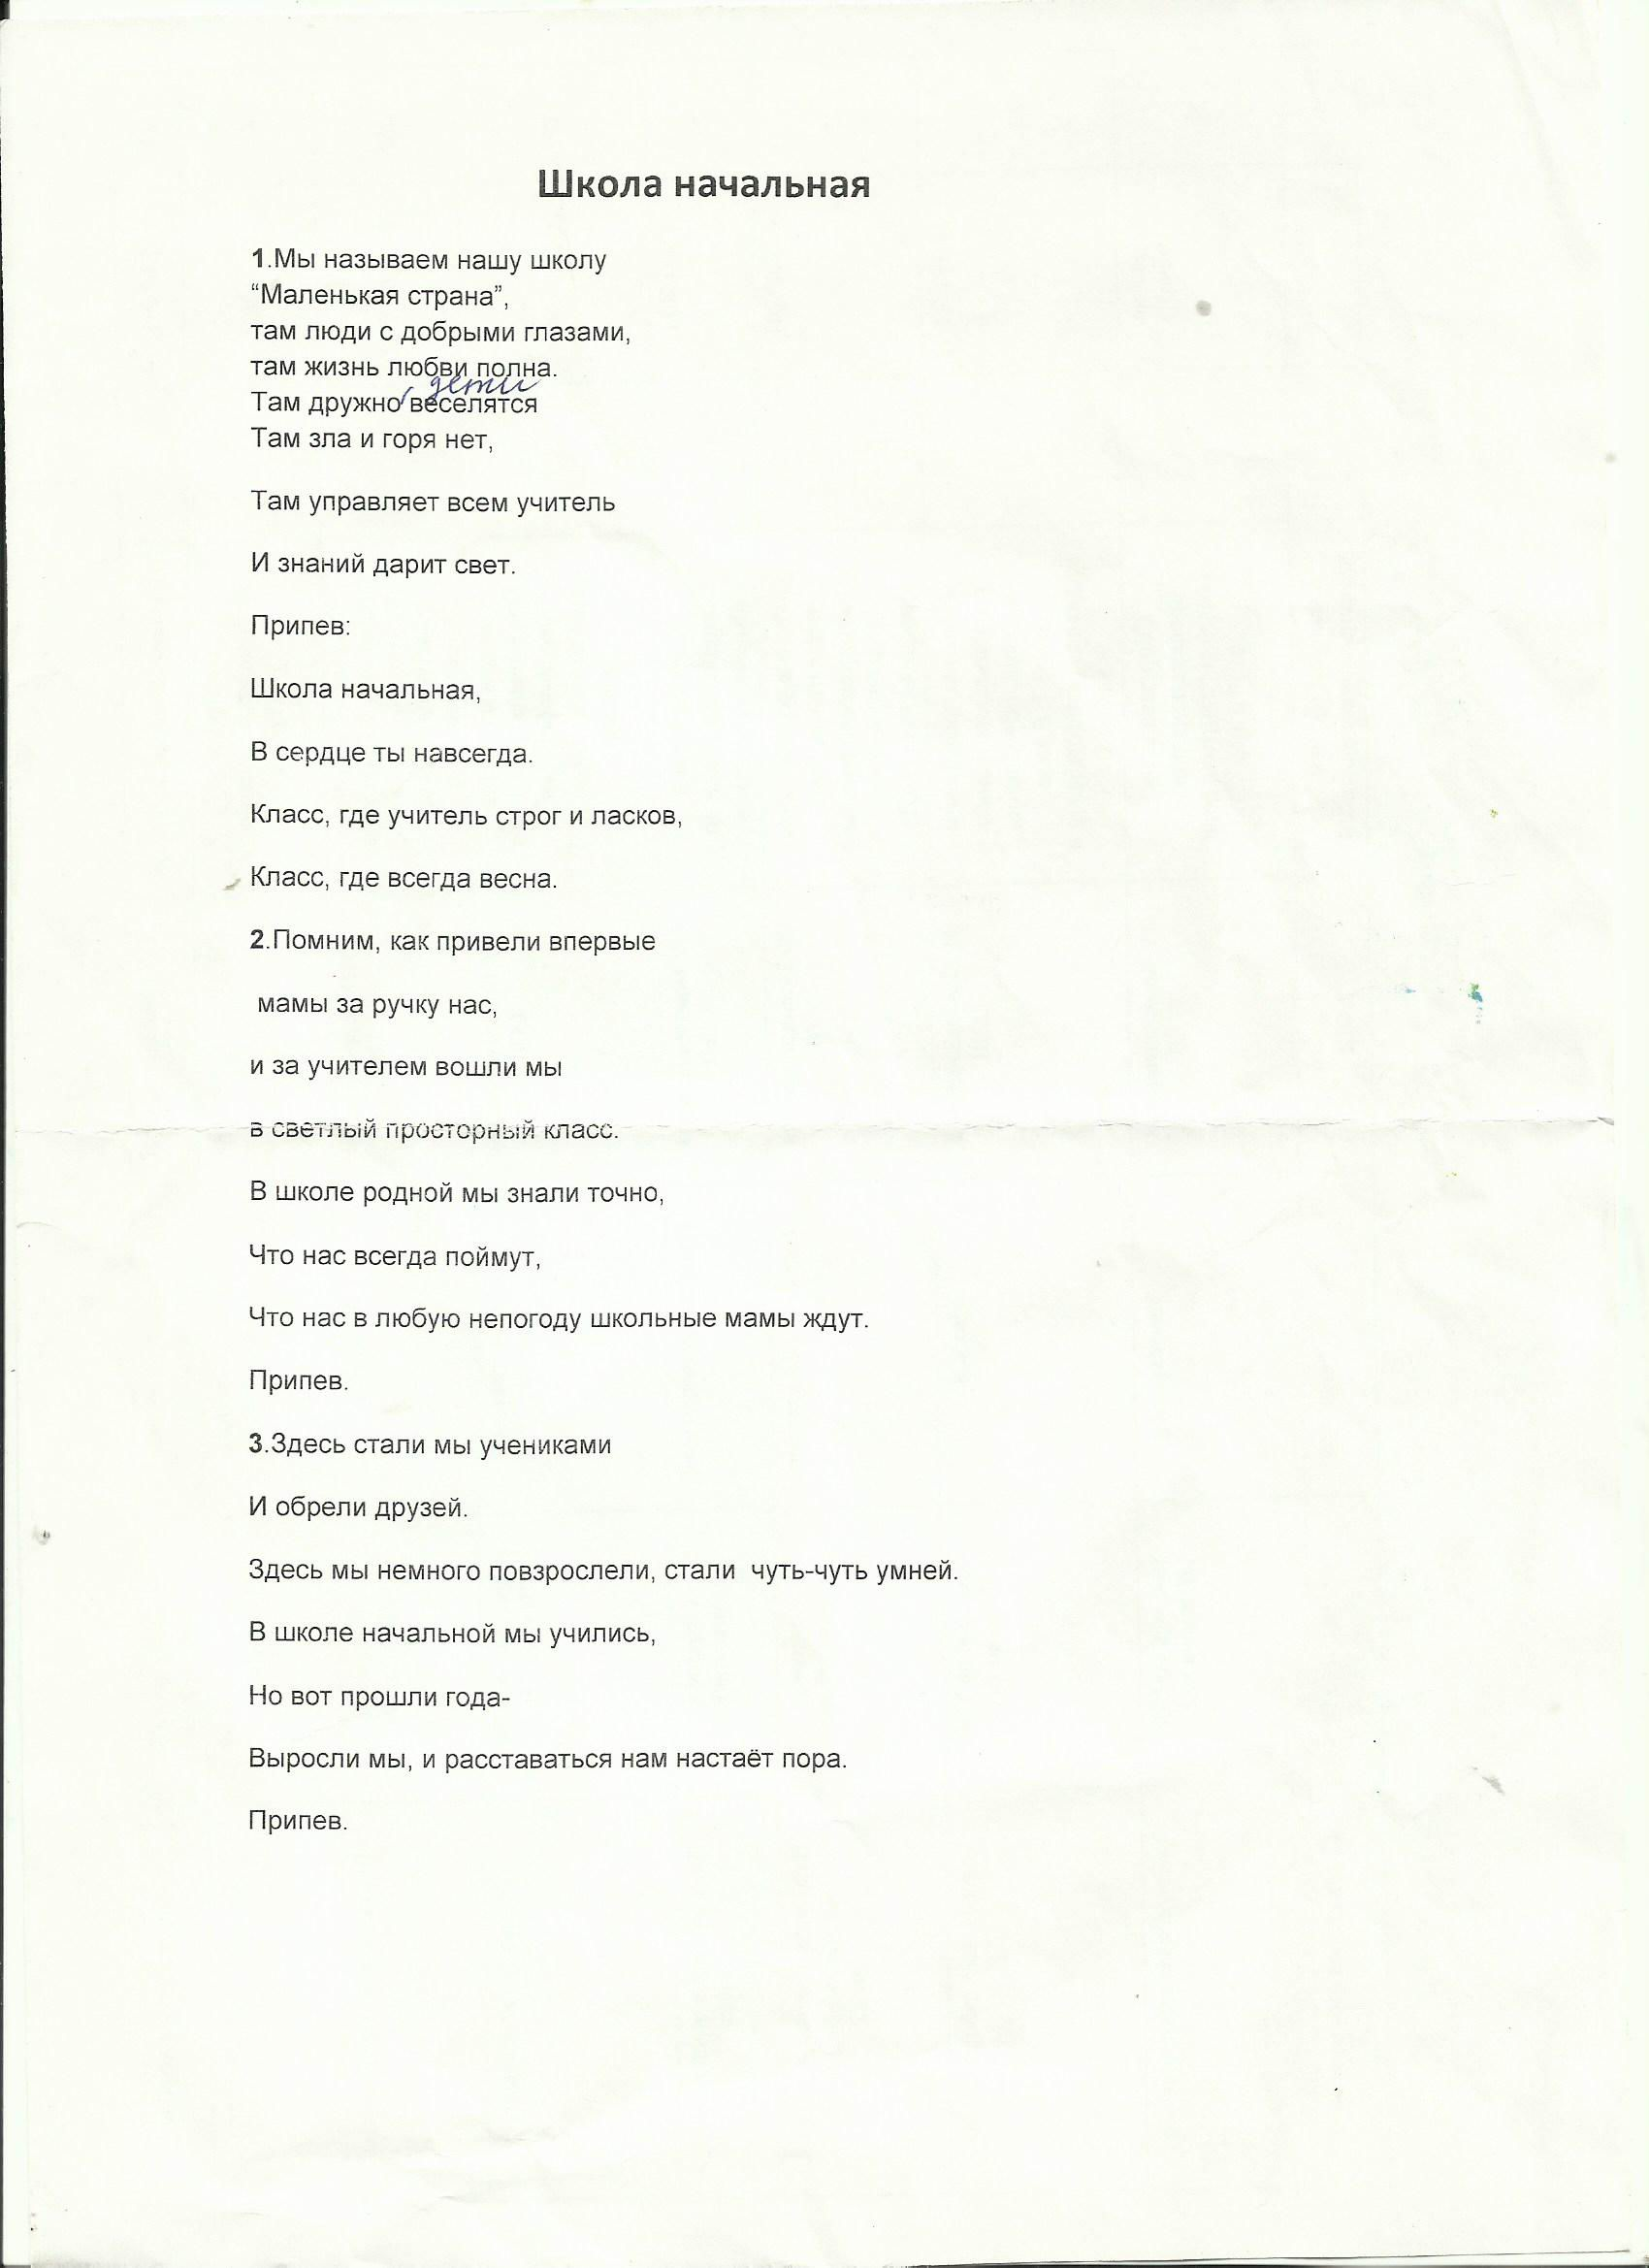 Школа начальная
1.Мы называем нашу школу
“Маленькая страна”,
там люди с добрыми глазами,
там жизнь любви полна.
дети
Там дружно веселятся
Там зла и горя нет,
Там управляет всем учитель
И знаний дарит свет.
Припев:
Школа начальная,
В сердце ты навсегда.
Класс, где учитель строг и ласков,
Класс, где всегда весна.
2.Помним, как привели впервые
мамы за ручку нас,
и за учителем вошли мы
в светлый просторный класс.
В школе родной мы знали точно,
Что нас всегда поймут,
Что нас в любую непогоду школьные мамы ждут.
Припев.
3.Здесь стали мы учениками
И обрели друзей.
Здесь мы немного повзрослели, стали  чуть-чуть умней.
В школе начальной мы учились,
Но вот прошли года-
Выросли мы, и расставаться нам настаёт пора.
Припев.